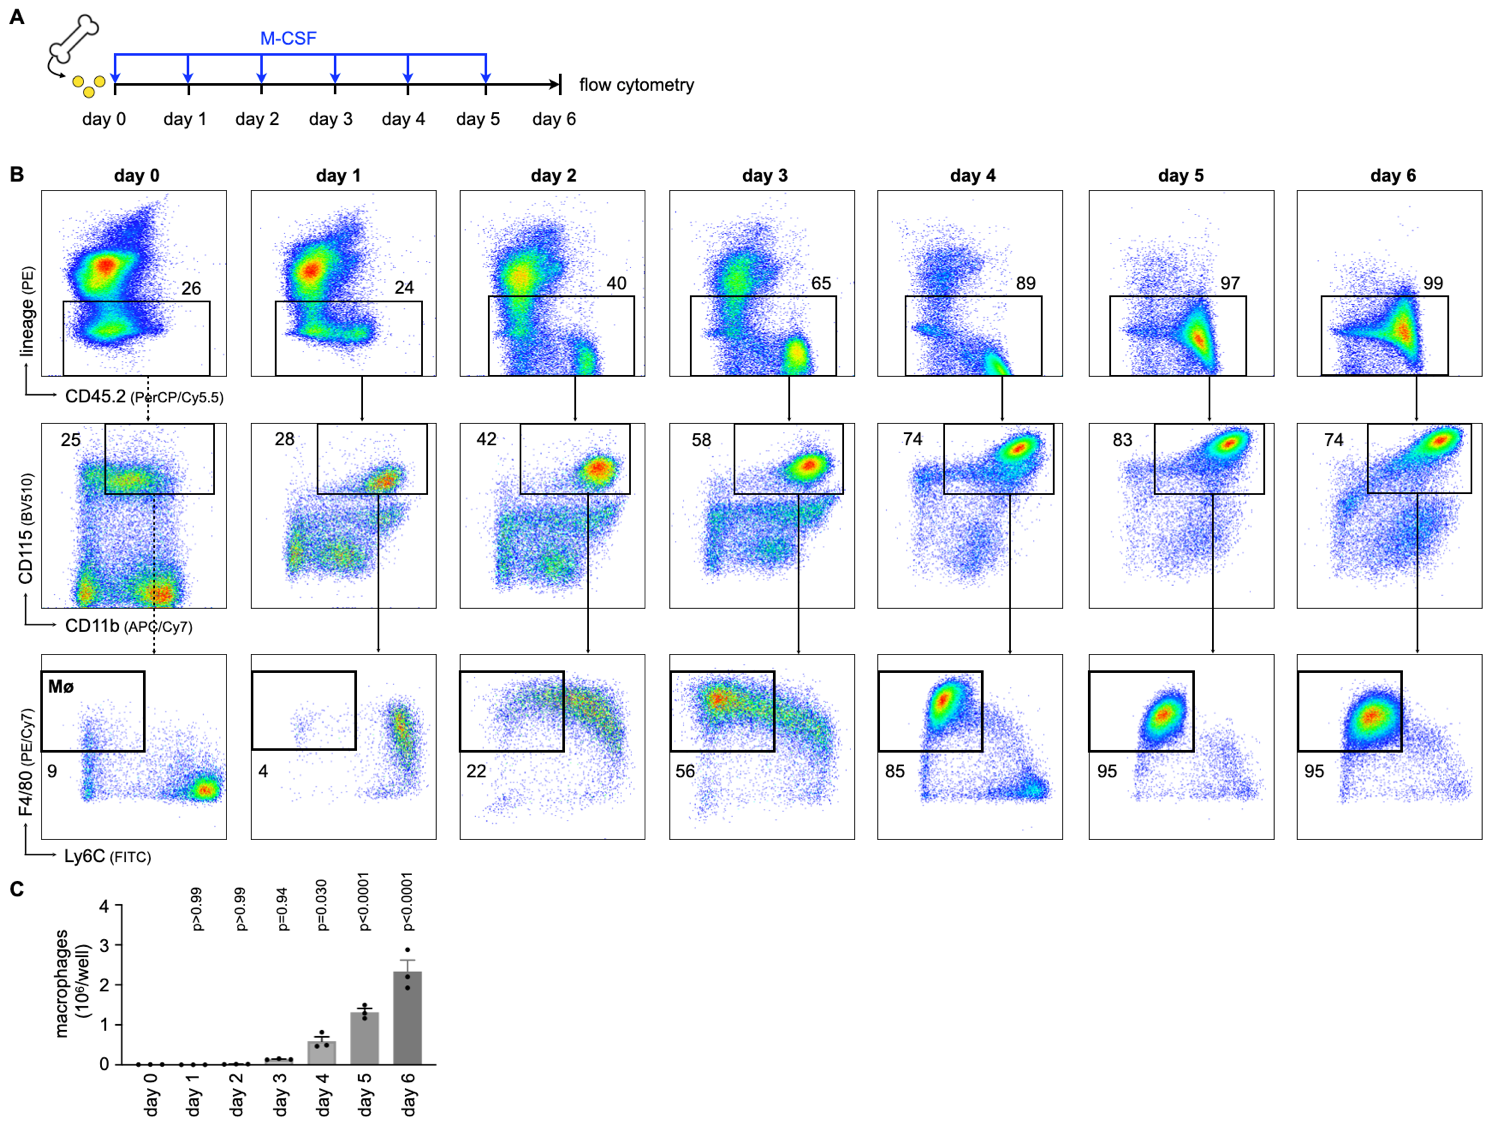 A
M-CSF
flow cytometry
day 0 day 1 day 2 day 3 day 4 day 5 day 6
B
day 0 day 1 day 2 day 3 day 4 day 5 day 6
lineage (PE)
26 24 40 65 89 97 99
CD45.2 (PerCP/Cy5.5)
CD115 (BV510)
25 28 42 58 74 83 74
CD11b (APC/Cy7)
F4/80 (PE/Cy7)
Mø
9 4 22 56 85 95 95
Ly6C (FITC)
C
p>0.99 p>0.99 p=0.94 p=0.030 p<0.0001 p<0.0001
macrophages
(10⁶/well)
4
3
2
1
0
day 0 day 1 day 2 day 3 day 4 day 5 day 6